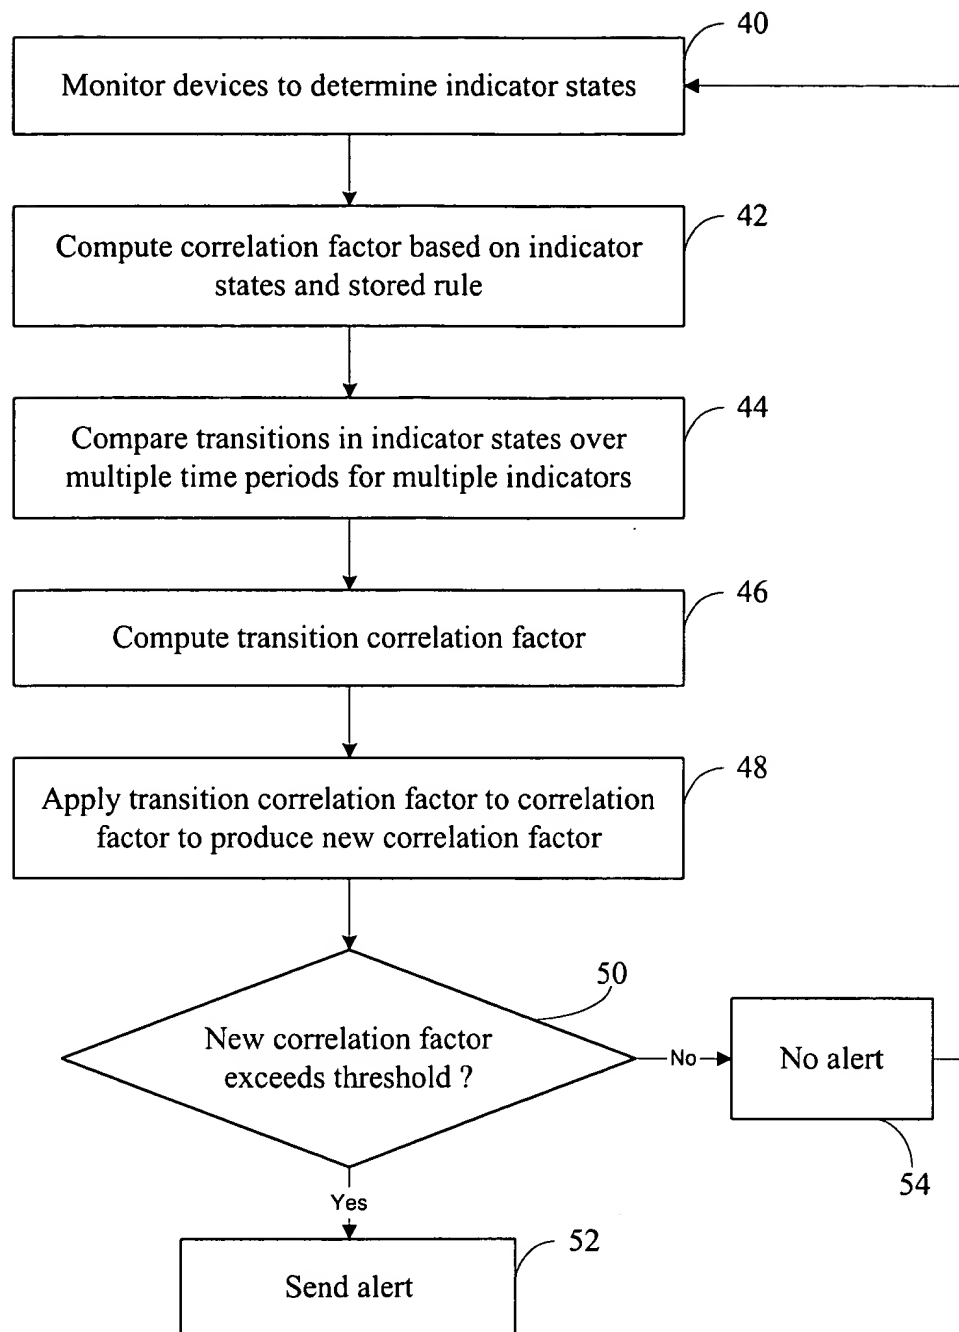 40
Monitor devices to determine indicator states
42
Compute correlation factor based on indicator
states and stored rule
44
Compare transitions in indicator states over
multiple time periods for multiple indicators
46
Compute transition correlation factor
48
Apply transition correlation factor to correlation
factor to produce new correlation factor
50
New correlation factor
exceeds threshold ?
No
No alert
54
Yes
52
Send alert